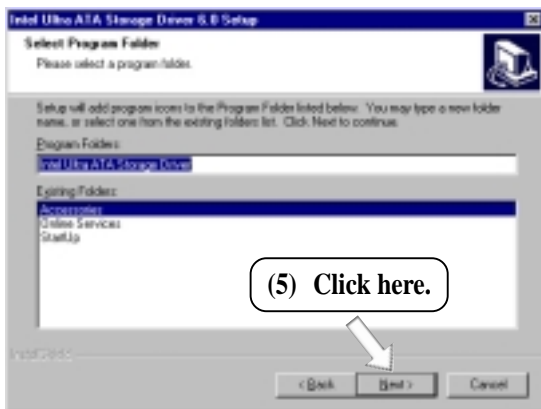 Intel Ultra ATA Storage Driver 6.0 Setup
Select Program Folder
Please select a program folder.
Setup will add program icons to the Program Folder listed below. You may type a new folder
name, or select one from the existing folders list. Click Next to continue.
Program Folders:
Intel Ultra ATA Storage Driver
Existing Folders:
Accessories
Online Services
StartUp
(5) Click here.
InstallShield
< Back
Next >
Cancel